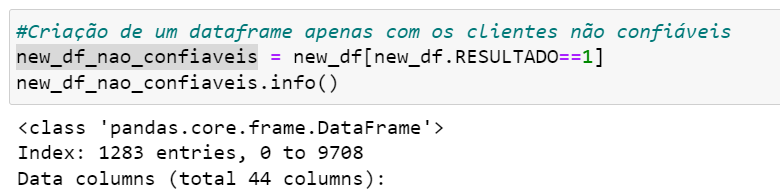 #Criação de um dataframe apenas com os clientes não confiáveis
new_df_nao_confiaveis = new_df[new_df.RESULTADO==1]
new_df_nao_confiaveis.info()
<class 'pandas.core.frame.DataFrame'>
Index: 1283 entries, 0 to 9708
Data columns (total 44 columns):